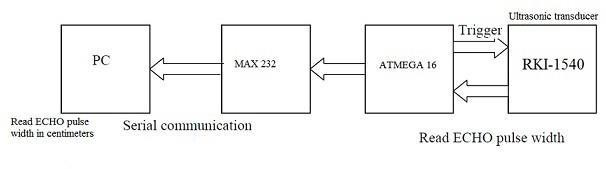 Ultrasonic transducer
Trigger
PC
MAX 232
ATMEGA 16
RKI-1540
Read ECHO pulse
width in centimeters
Serial communication
Read ECHO pulse width